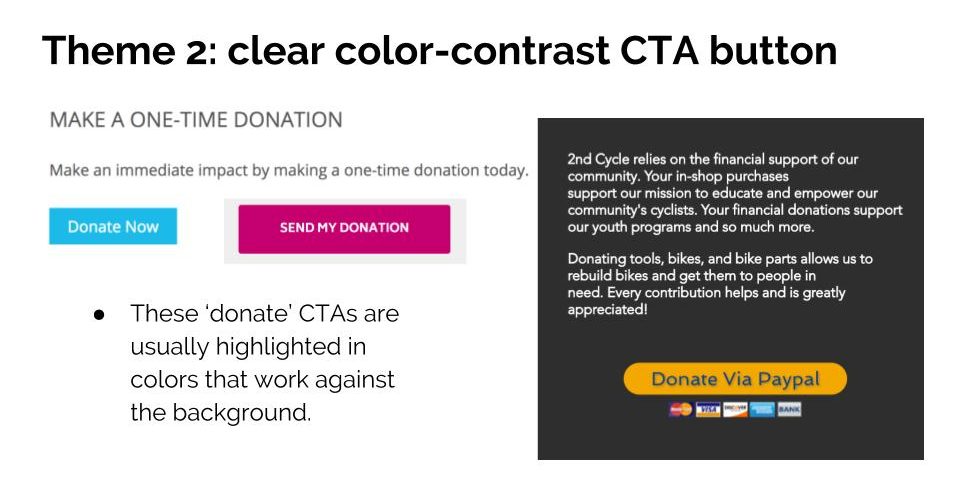 Theme 2: clear color-contrast CTA button
MAKE A ONE-TIME DONATION
Make an immediate impact by making a one-time donation today.
Donate Now
SEND MY DONATION
● These ‘donate’ CTAs are
usually highlighted in
colors that work against
the background.
2nd Cycle relies on the financial support of our
community. Your in-shop purchases
support our mission to educate and empower our
community's cyclists. Your financial donations support
our youth programs and so much more.
Donating tools, bikes, and bike parts allows us to
rebuild bikes and get them to people in
need. Every contribution helps and is greatly
appreciated!
Donate Via Paypal
VISA
BANK